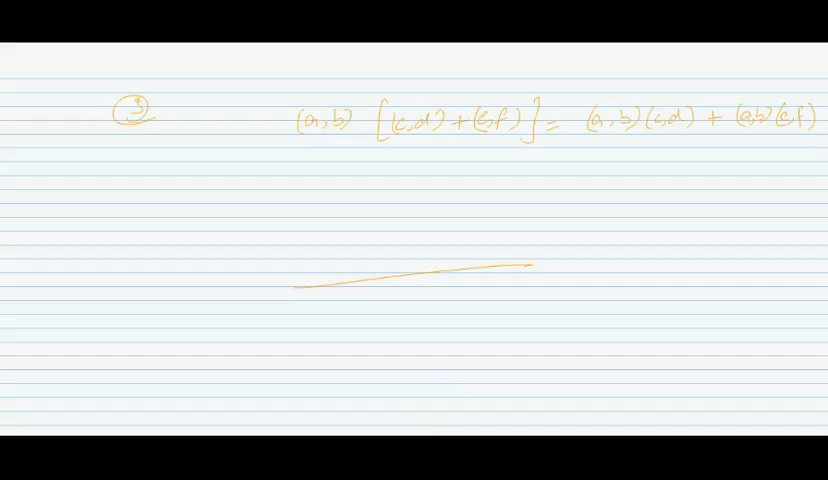 ③ (a,b) [(c,d) + (e,f)] = (a,b)(c,d) + (a,b)(e,f)